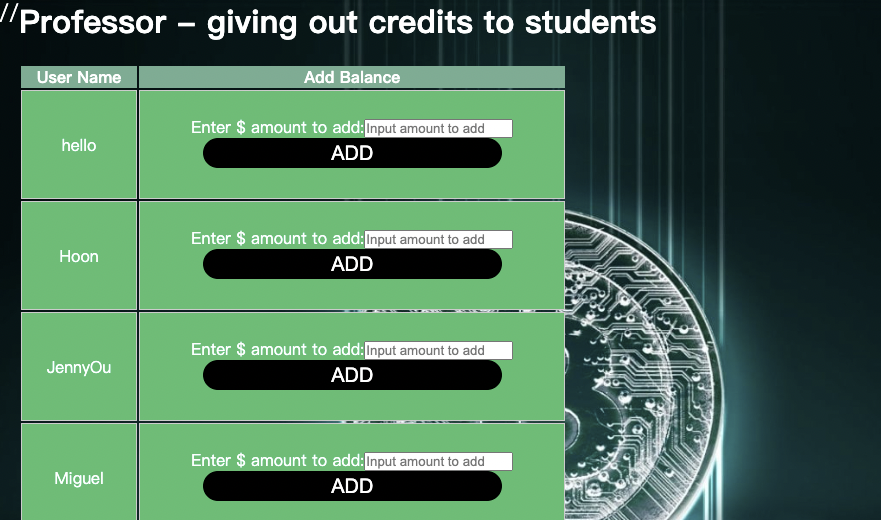 //Professor – giving out credits to students
User Name Add Balance
Enter $ amount to add: Input amount to add
hello
ADD
Enter $ amount to add: Input amount to add
Hoon
ADD
Enter $ amount to add: Input amount to add
JennyOu
ADD
Enter $ amount to add: Input amount to add
Miguel
ADD